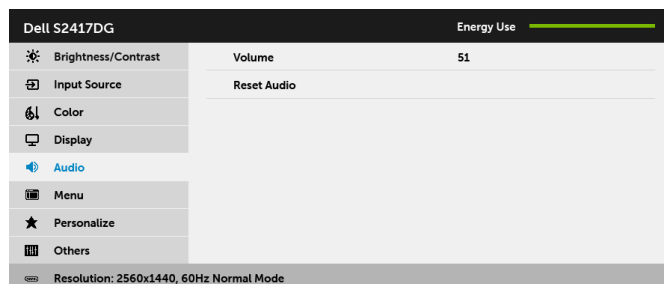 Dell S2417DG Energy Use
Brightness/Contrast Volume 51
Input Source Reset Audio
Color
Display
Audio
Menu
Personalize
Others
Resolution: 2560x1440, 60Hz Normal Mode